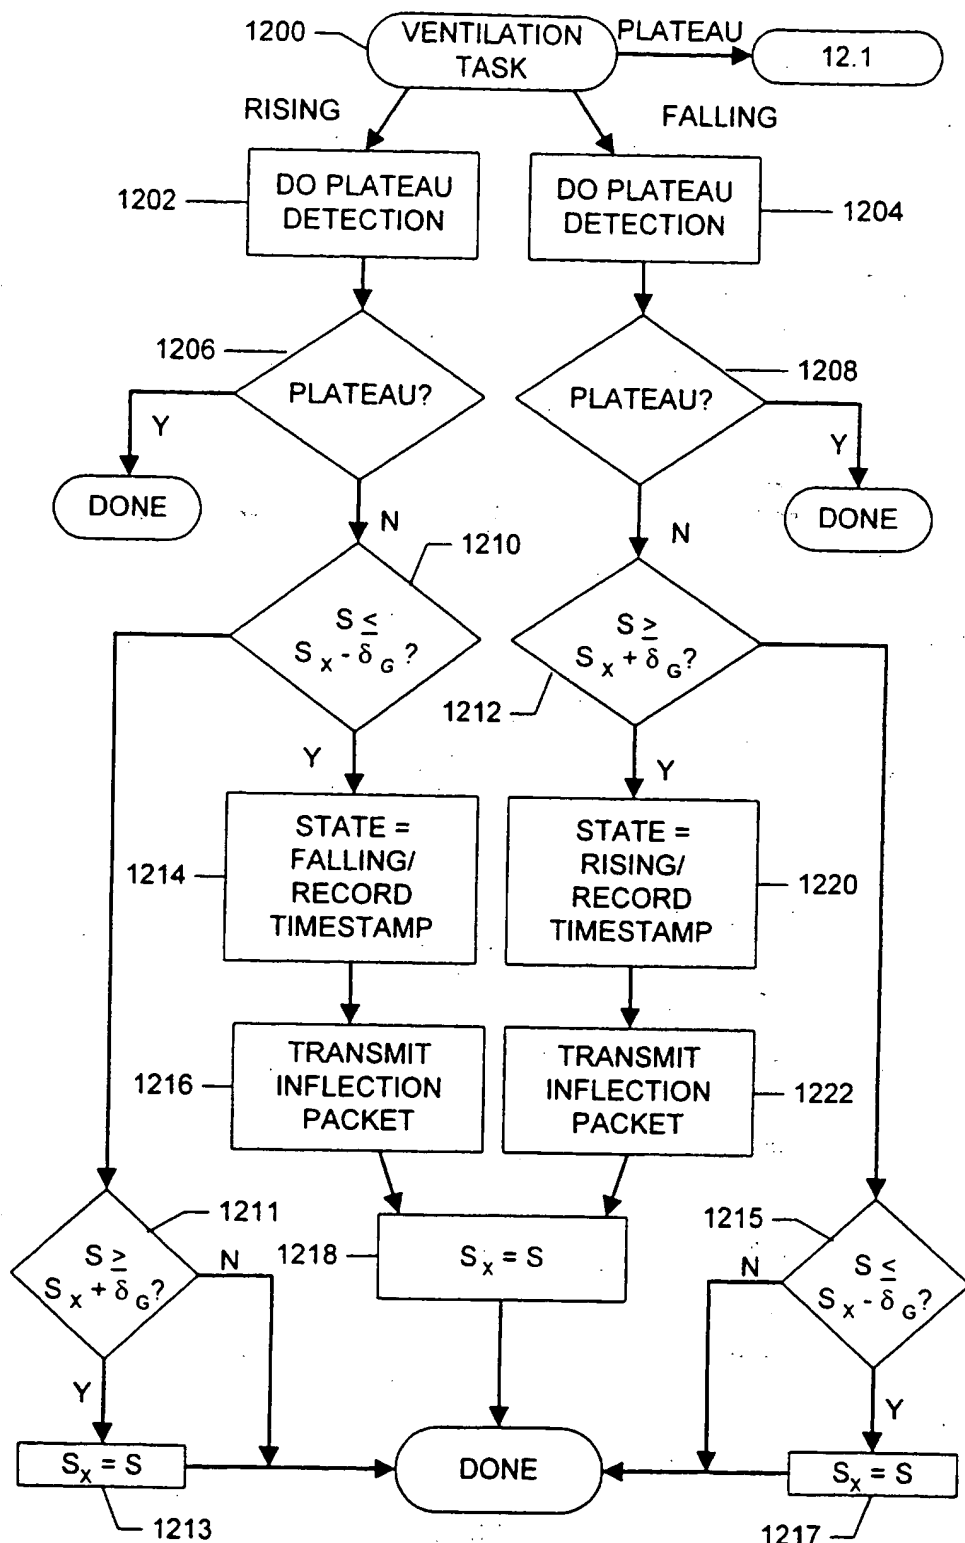 1200
VENTILATION
TASK
PLATEAU
12.1
RISING
FALLING
1202
DO PLATEAU
DETECTION
DO PLATEAU
DETECTION
1204
1206
PLATEAU?
Y
DONE
N
1208
PLATEAU?
Y
DONE
N
1210
S ≤
S X - δ G ?
Y
1212
S ≥
S X + δ G ?
Y
1214
STATE =
FALLING/
RECORD
TIMESTAMP
STATE =
RISING/
RECORD
TIMESTAMP
1220
1216
TRANSMIT
INFLECTION
PACKET
TRANSMIT
INFLECTION
PACKET
1222
1211
S ≥
S X + δ G ?
N
Y
1218
S X = S
1215
S ≤
S X - δ G ?
N
Y
S X = S
1213
DONE
S X = S
1217